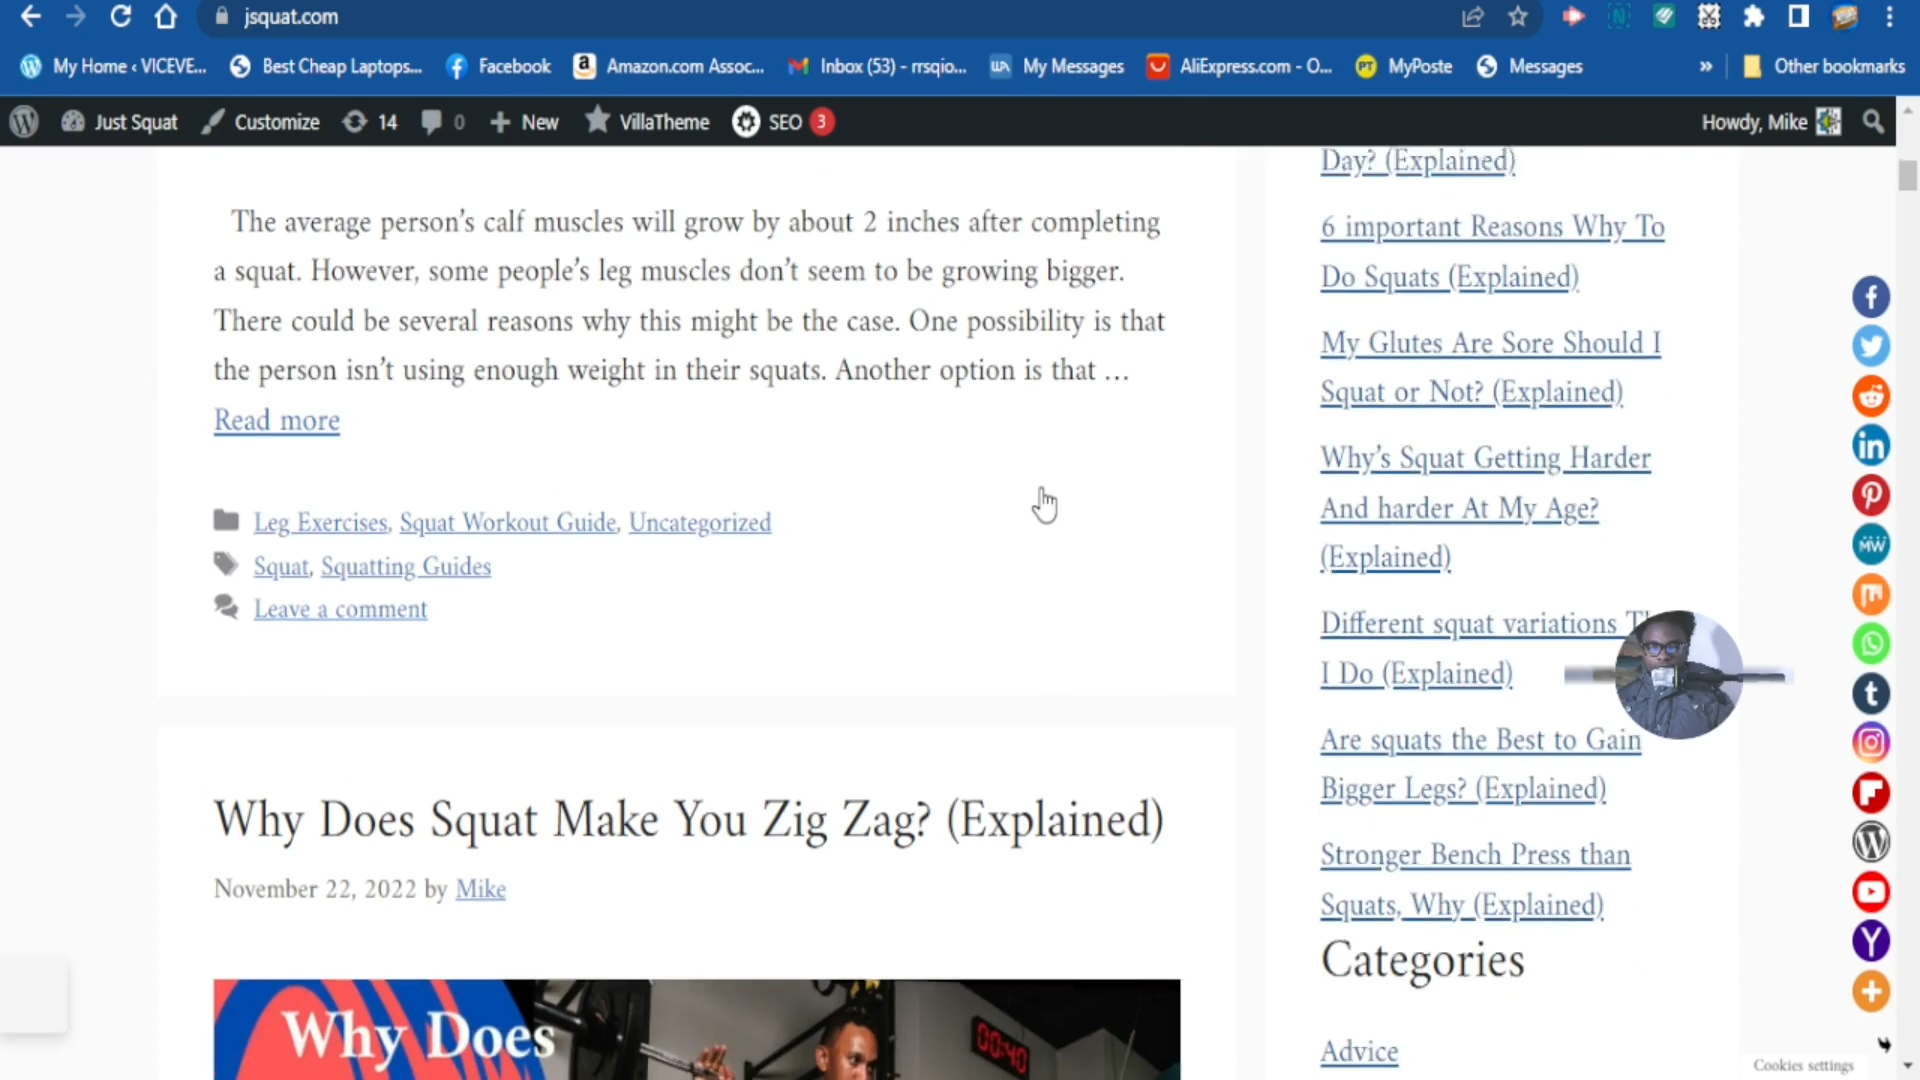 jsquat.com
My Home ‹ VICEVE...
Best Cheap Laptops...
Facebook
Amazon.com Assoc...
Inbox (53) - rrsqio...
My Messages
AliExpress.com - O...
MyPoste
Messages
»
Other bookmarks
Just Squat
Customize
14
0
New
VillaTheme
SEO 3
Howdy, Mike
The average person’s calf muscles will grow by about 2 inches after completing
a squat. However, some people’s leg muscles don’t seem to be growing bigger.
There could be several reasons why this might be the case. One possibility is that
the person isn’t using enough weight in their squats. Another option is that …
Read more
Leg Exercises, Squat Workout Guide, Uncategorized
Squat, Squatting Guides
Leave a comment
Why Does Squat Make You Zig Zag? (Explained)
November 22, 2022 by Mike
Why Does
00:40
Day? (Explained)
6 important Reasons Why To
Do Squats (Explained)
My Glutes Are Sore Should I
Squat or Not? (Explained)
Why’s Squat Getting Harder
And harder At My Age?
(Explained)
Different squat variations
I Do (Explained)
Are squats the Best to Gain
Bigger Legs? (Explained)
Stronger Bench Press than
Squats, Why (Explained)
Categories
Advice
Cookies settings